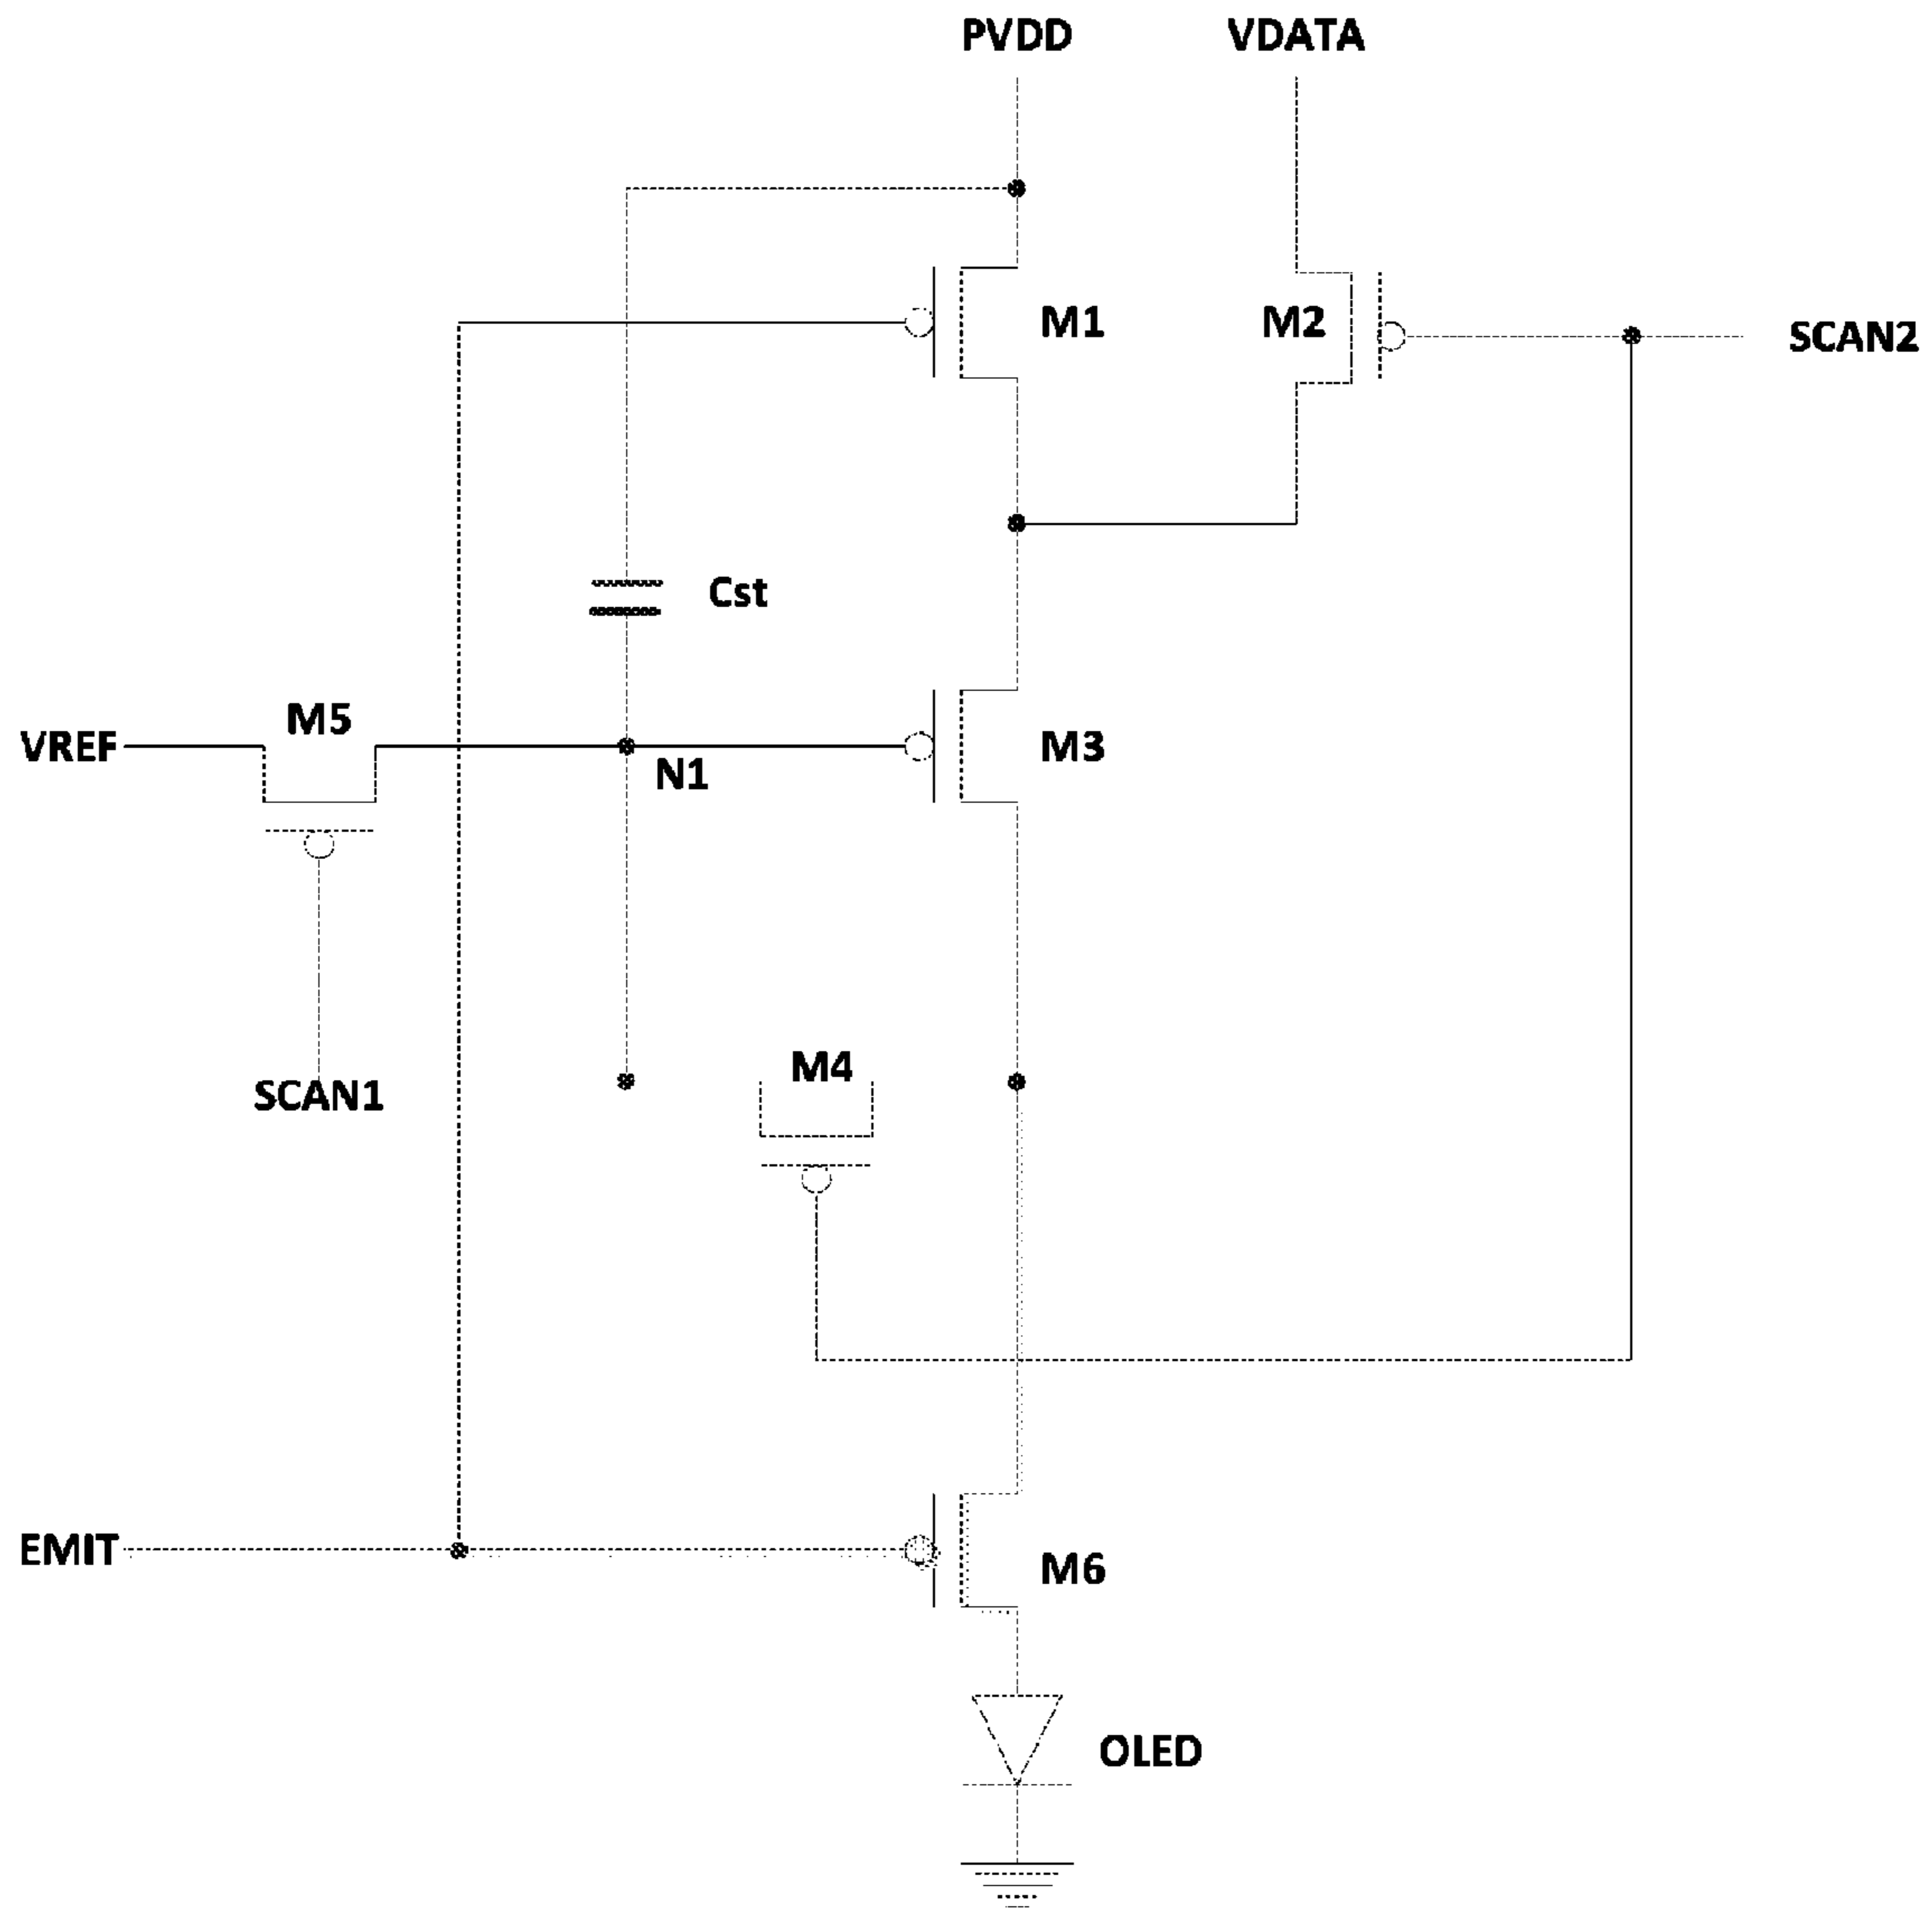 PVDD VDATA
M1 M2 SCAN2
Cst
M5
VREF M3
N1
M4
SCAN1
EMIT
M6
OLED